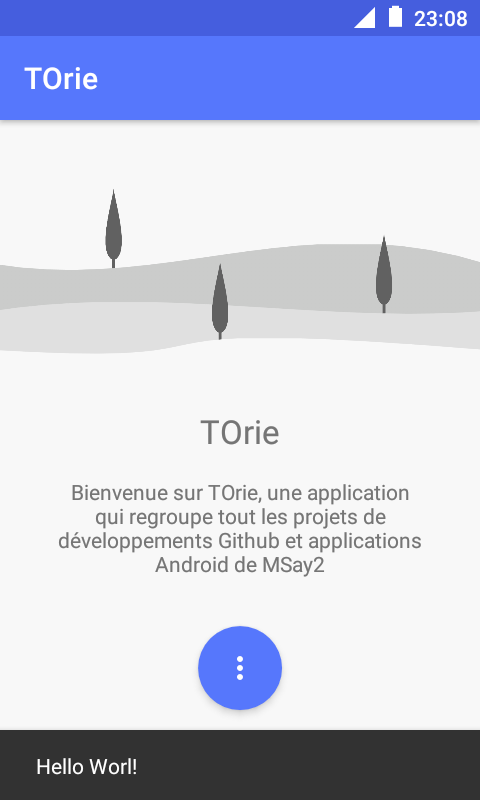 23:08
TOrie
TOrie
Bienvenue sur TOrie, une application
qui regroupe tout les projets de
développements Github et applications
Android de MSay2
Hello Worl!